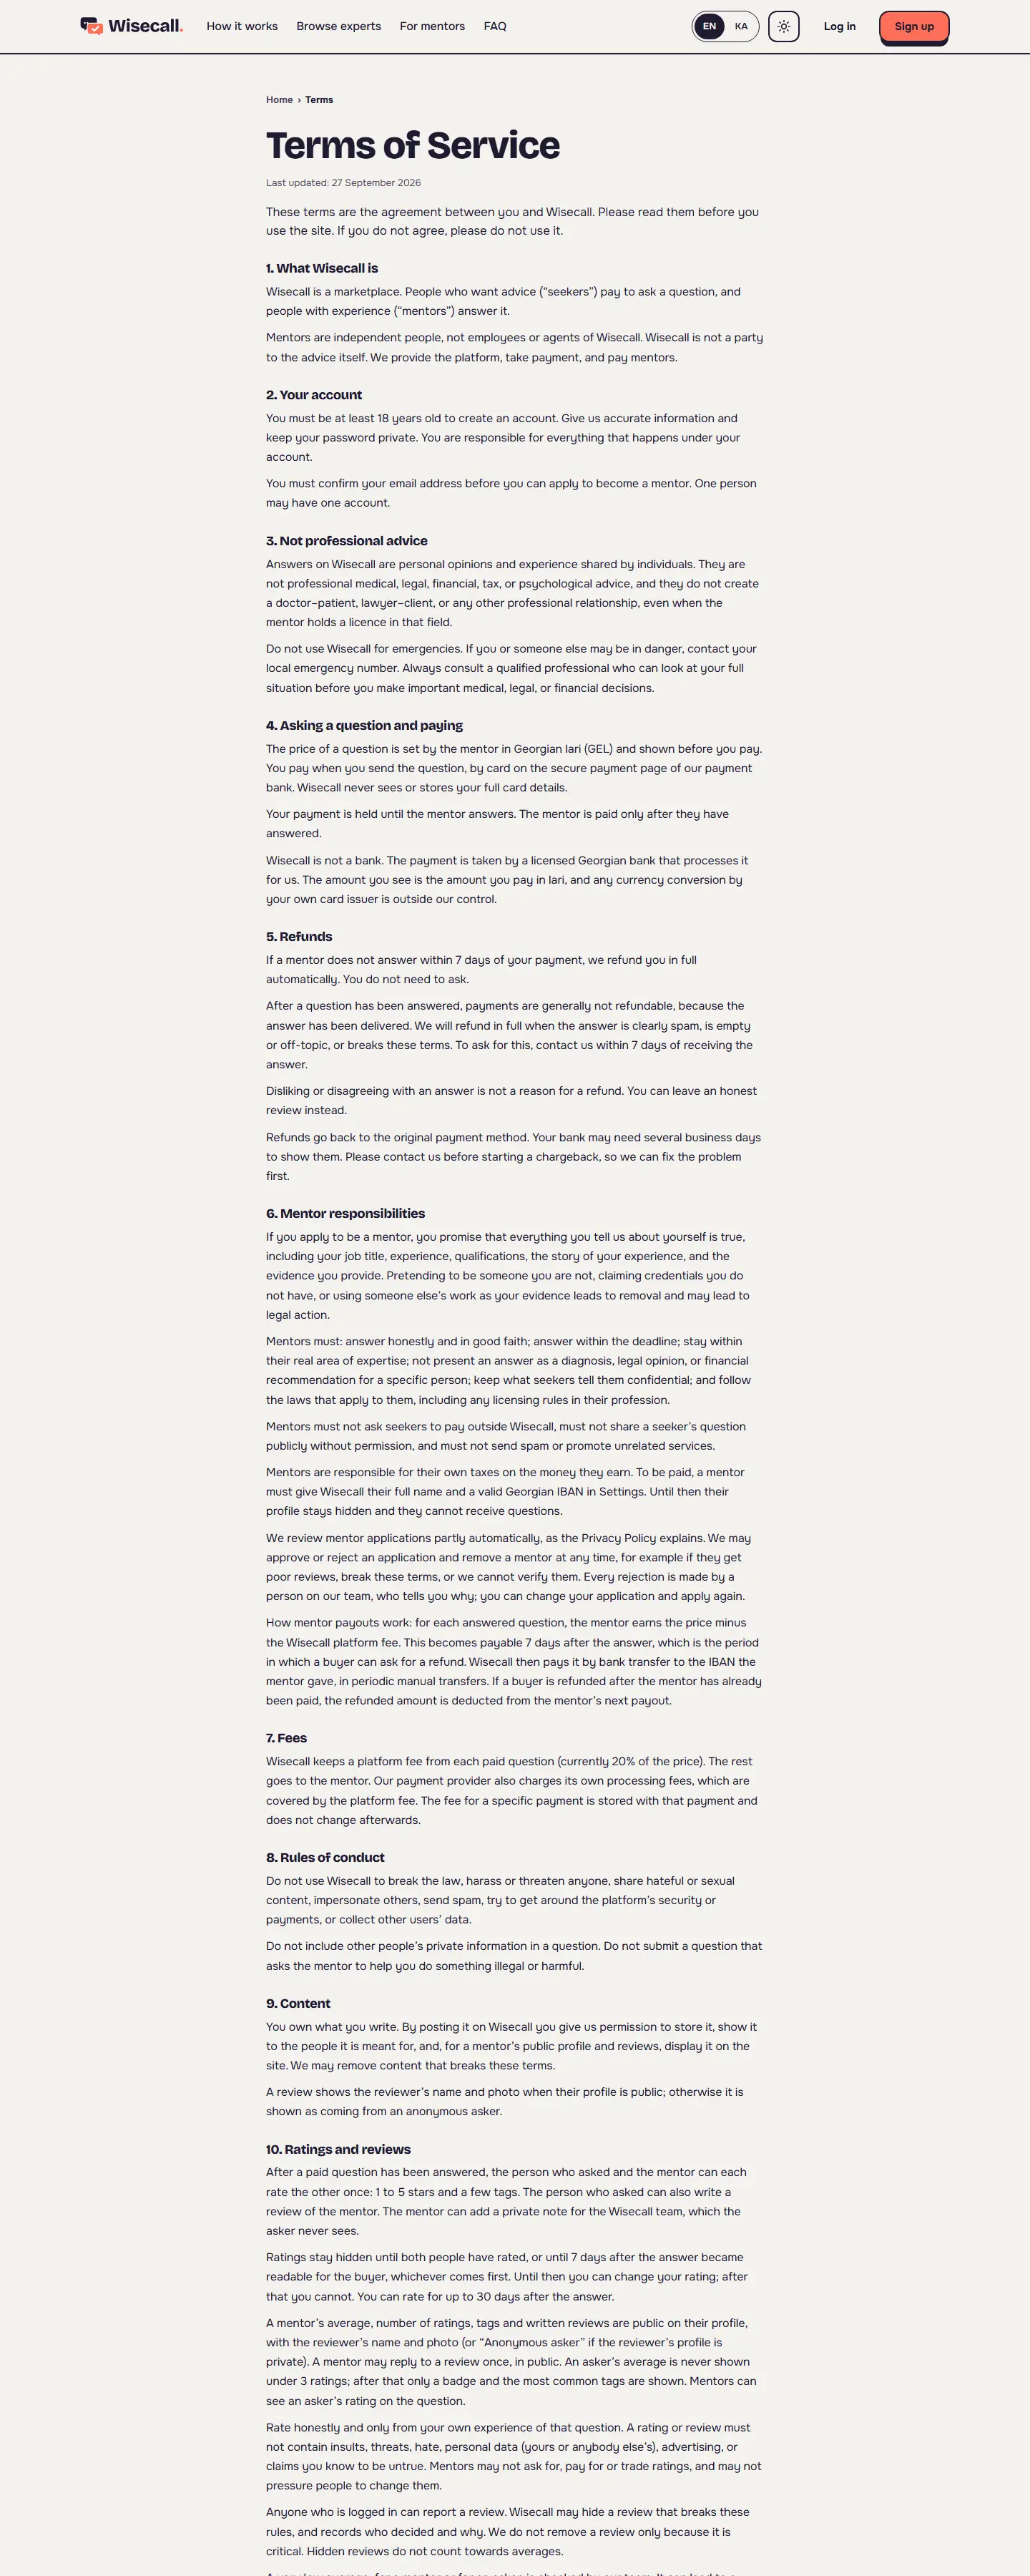 Wisecall.
How it works
Browse experts
For mentors
FAQ
EN
KA
Log in
Sign up
Home › Terms
Terms of Service
Last updated: 27 September 2026
These terms are the agreement between you and Wisecall. Please read them before you
use the site. If you do not agree, please do not use it.
1. What Wisecall is
Wisecall is a marketplace. People who want advice (“seekers”) pay to ask a question, and
people with experience (“mentors”) answer it.
Mentors are independent people, not employees or agents of Wisecall. Wisecall is not a party
to the advice itself. We provide the platform, take payment, and pay mentors.
2. Your account
You must be at least 18 years old to create an account. Give us accurate information and
keep your password private. You are responsible for everything that happens under your
account.
You must confirm your email address before you can apply to become a mentor. One person
may have one account.
3. Not professional advice
Answers on Wisecall are personal opinions and experience shared by individuals. They are
not professional medical, legal, financial, tax, or psychological advice, and they do not create
a doctor–patient, lawyer–client, or any other professional relationship, even when the
mentor holds a licence in that field.
Do not use Wisecall for emergencies. If you or someone else may be in danger, contact your
local emergency number. Always consult a qualified professional who can look at your full
situation before you make important medical, legal, or financial decisions.
4. Asking a question and paying
The price of a question is set by the mentor in Georgian lari (GEL) and shown before you pay.
You pay when you send the question, by card on the secure payment page of our payment
bank. Wisecall never sees or stores your full card details.
Your payment is held until the mentor answers. The mentor is paid only after they have
answered.
Wisecall is not a bank. The payment is taken by a licensed Georgian bank that processes it
for us. The amount you see is the amount you pay in lari, and any currency conversion by
your own card issuer is outside our control.
5. Refunds
If a mentor does not answer within 7 days of your payment, we refund you in full
automatically. You do not need to ask.
After a question has been answered, payments are generally not refundable, because the
answer has been delivered. We will refund in full when the answer is clearly spam, is empty
or off-topic, or breaks these terms. To ask for this, contact us within 7 days of receiving the
answer.
Disliking or disagreeing with an answer is not a reason for a refund. You can leave an honest
review instead.
Refunds go back to the original payment method. Your bank may need several business days
to show them. Please contact us before starting a chargeback, so we can fix the problem
first.
6. Mentor responsibilities
If you apply to be a mentor, you promise that everything you tell us about yourself is true,
including your job title, experience, qualifications, the story of your experience, and the
evidence you provide. Pretending to be someone you are not, claiming credentials you do
not have, or using someone else’s work as your evidence leads to removal and may lead to
legal action.
Mentors must: answer honestly and in good faith; answer within the deadline; stay within
their real area of expertise; not present an answer as a diagnosis, legal opinion, or financial
recommendation for a specific person; keep what seekers tell them confidential; and follow
the laws that apply to them, including any licensing rules in their profession.
Mentors must not ask seekers to pay outside Wisecall, must not share a seeker’s question
publicly without permission, and must not send spam or promote unrelated services.
Mentors are responsible for their own taxes on the money they earn. To be paid, a mentor
must give Wisecall their full name and a valid Georgian IBAN in Settings. Until then their
profile stays hidden and they cannot receive questions.
We review mentor applications partly automatically, as the Privacy Policy explains. We may
approve or reject an application and remove a mentor at any time, for example if they get
poor reviews, break these terms, or we cannot verify them. Every rejection is made by a
person on our team, who tells you why; you can change your application and apply again.
How mentor payouts work: for each answered question, the mentor earns the price minus
the Wisecall platform fee. This becomes payable 7 days after the answer, which is the period
in which a buyer can ask for a refund. Wisecall then pays it by bank transfer to the IBAN the
mentor gave, in periodic manual transfers. If a buyer is refunded after the mentor has already
been paid, the refunded amount is deducted from the mentor’s next payout.
7. Fees
Wisecall keeps a platform fee from each paid question (currently 20% of the price). The rest
goes to the mentor. Our payment provider also charges its own processing fees, which are
covered by the platform fee. The fee for a specific payment is stored with that payment and
does not change afterwards.
8. Rules of conduct
Do not use Wisecall to break the law, harass or threaten anyone, share hateful or sexual
content, impersonate others, send spam, try to get around the platform’s security or
payments, or collect other users’ data.
Do not include other people’s private information in a question. Do not submit a question that
asks the mentor to help you do something illegal or harmful.
9. Content
You own what you write. By posting it on Wisecall you give us permission to store it, show it
to the people it is meant for, and, for a mentor’s public profile and reviews, display it on the
site. We may remove content that breaks these terms.
A review shows the reviewer’s name and photo when their profile is public; otherwise it is
shown as coming from an anonymous asker.
10. Ratings and reviews
After a paid question has been answered, the person who asked and the mentor can each
rate the other once: 1 to 5 stars and a few tags. The person who asked can also write a
review of the mentor. The mentor can add a private note for the Wisecall team, which the
asker never sees.
Ratings stay hidden until both people have rated, or until 7 days after the answer became
readable for the buyer, whichever comes first. Until then you can change your rating; after
that you cannot. You can rate for up to 30 days after the answer.
A mentor’s average, number of ratings, tags and written reviews are public on their profile,
with the reviewer’s name and photo (or “Anonymous asker” if the reviewer’s profile is
private). A mentor may reply to a review once, in public. An asker’s average is never shown
under 3 ratings; after that only a badge and the most common tags are shown. Mentors can
see an asker’s rating on the question.
Rate honestly and only from your own experience of that question. A rating or review must
not contain insults, threats, hate, personal data (yours or anybody else’s), advertising, or
claims you know to be untrue. Mentors may not ask for, pay for or trade ratings, and may not
pressure people to change them.
Anyone who is logged in can report a review. Wisecall may hide a review that breaks these
rules, and records who decided and why. We do not remove a review only because it is
critical. Hidden reviews do not count towards averages.